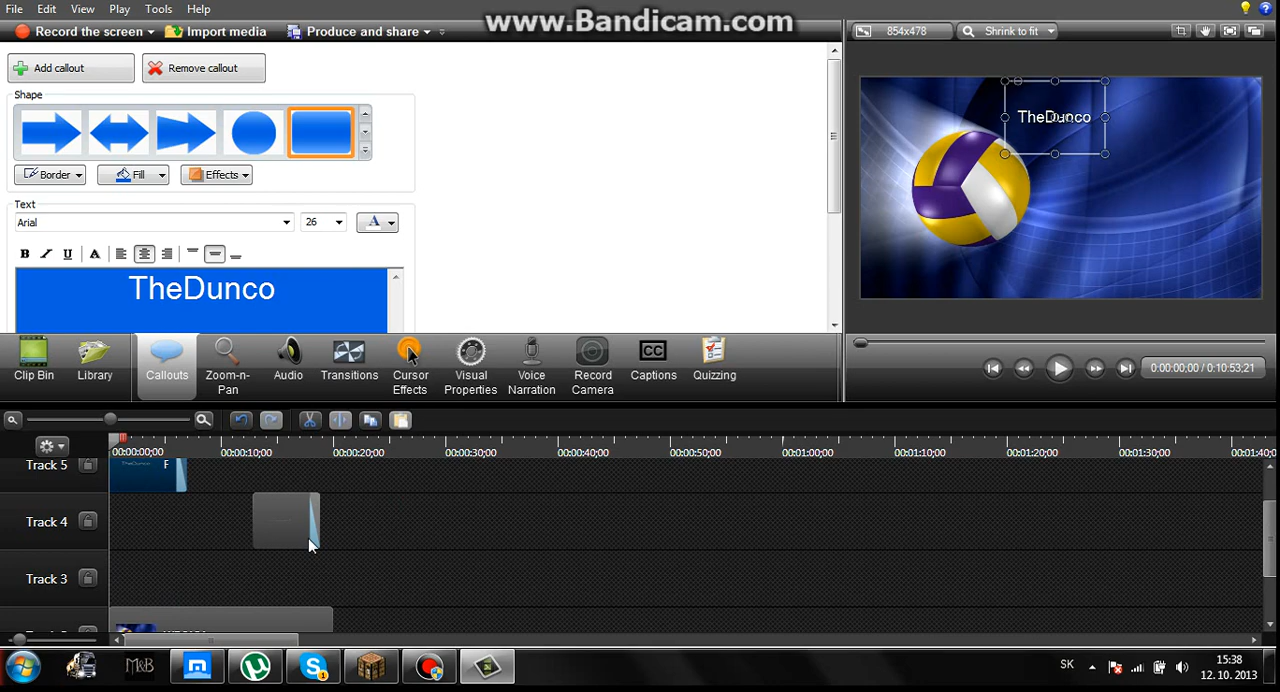 File Edit View Play Tools Help
www.Bandicam.com
Record the screen Import media Produce and share
854x478 Shrink to fit
Add callout Remove callout
Shape
Border Fill Effects
Text
Arial 26
B I U A
TheDunco
TheDunco
Clip Bin Library Callouts Zoom-n-Pan Audio Transitions Cursor Effects Visual Properties Voice Narration Record Camera Captions Quizzing
CC
0:00:00;00 / 0:10:53;21
00:00:00;00 00:00:10;00 00:00:20;00 00:00:30;00 00:00:40;00 00:00:50;00 00:01:00;00 00:01:10;00 00:01:20;00 00:01:30;00 00:01:40;0
Track 5
TheDunco F
Track 4
Track 3
M&B
SK
15:38
12. 10. 2013